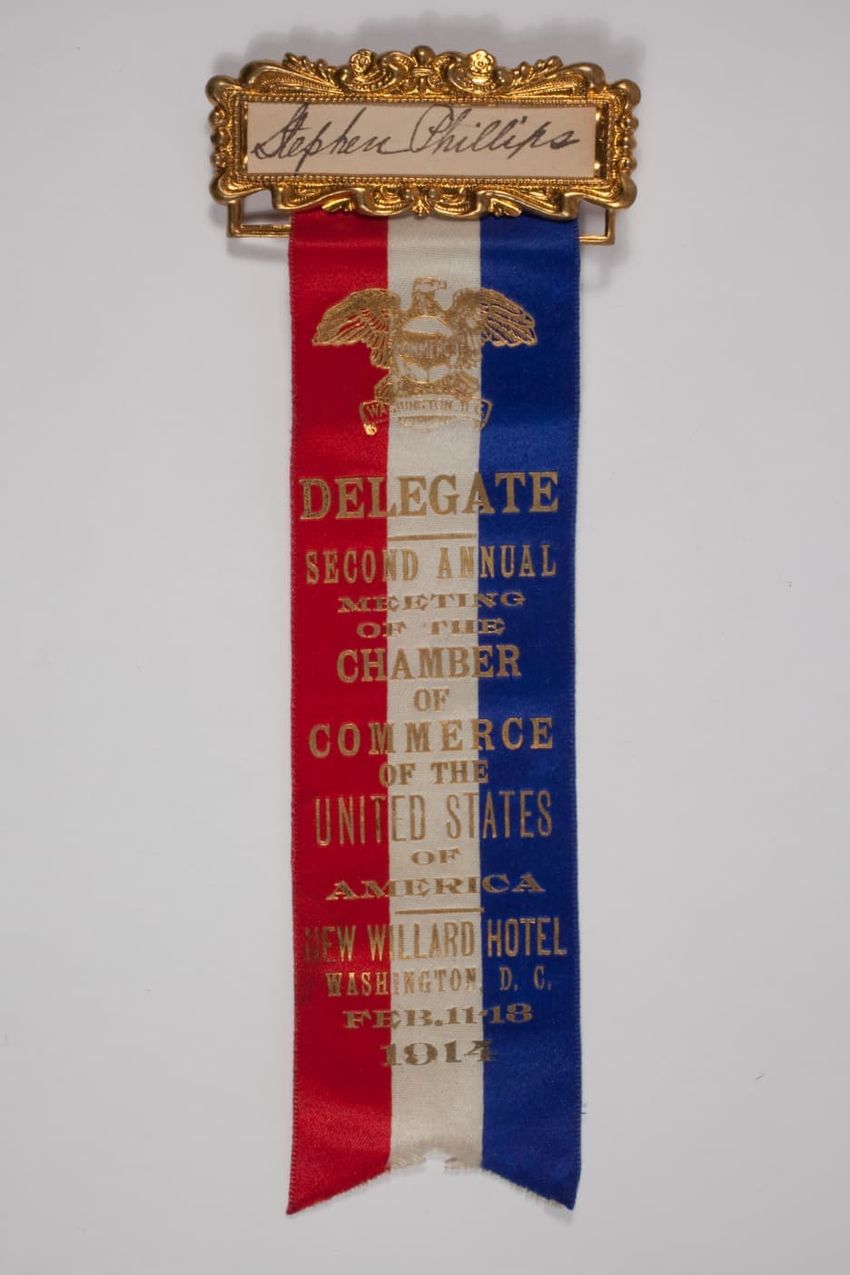 Stephen Phillips
WASHINGTON, D.C.
DELEGATE
SECOND ANNUAL
MEETING
OF THE
CHAMBER
OF
COMMERCE
OF THE
UNITED STATES
OF
AMERICA
NEW WILLARD HOTEL
WASHINGTON, D. C.
FEB. 11-13
1914